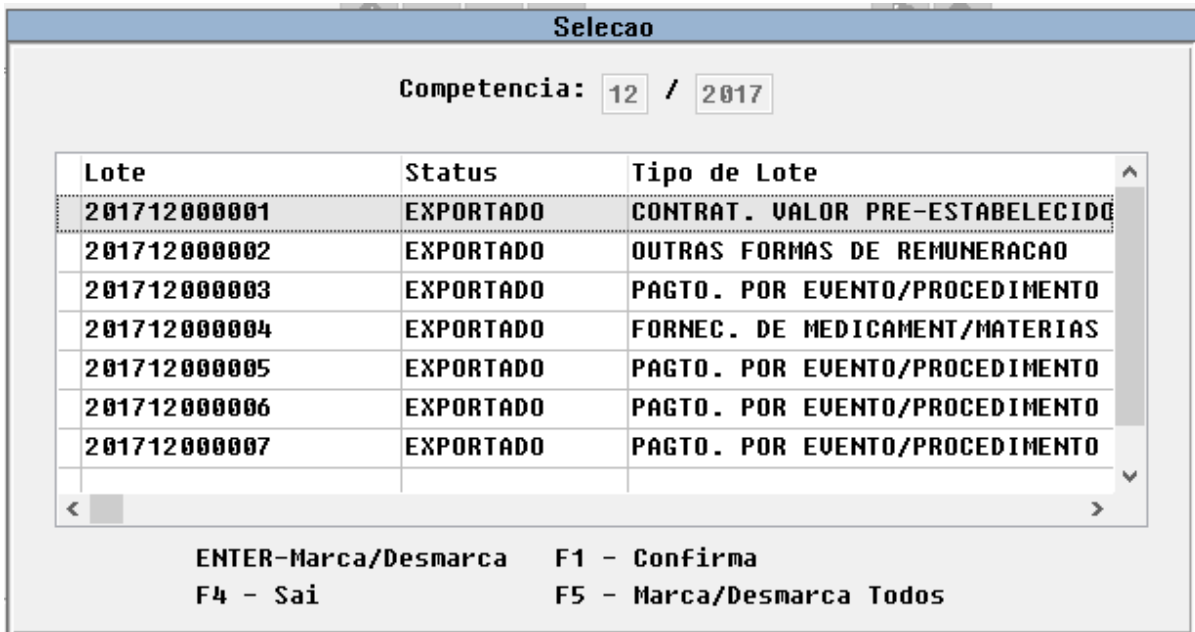 Selecao
Competencia: 12 / 2017
Lote Status Tipo de Lote
201712000001 EXPORTADO CONTRAT. VALOR PRE-ESTABELECIDO
201712000002 EXPORTADO OUTRAS FORMAS DE REMUNERACAO
201712000003 EXPORTADO PAGTO. POR EVENTO/PROCEDIMENTO
201712000004 EXPORTADO FORNEC. DE MEDICAMENT/MATERIAS
201712000005 EXPORTADO PAGTO. POR EVENTO/PROCEDIMENTO
201712000006 EXPORTADO PAGTO. POR EVENTO/PROCEDIMENTO
201712000007 EXPORTADO PAGTO. POR EVENTO/PROCEDIMENTO
ENTER-Marca/Desmarca F1 - Confirma
F4 - Sai F5 - Marca/Desmarca Todos